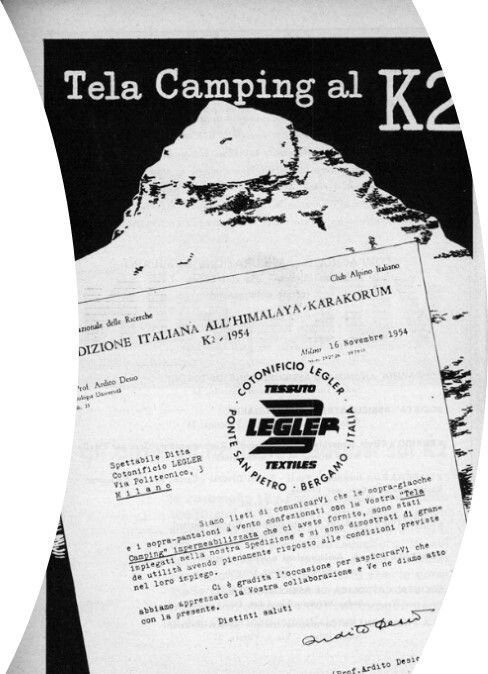 Tela Camping al K2
Club Alpino Italiano
azionale delle Ricerche
DIZIONE ITALIANA ALL'HIMALAYA-KARAKORUM
K2 - 1954
Prof. Ardito Desio
Milano 16 Novembre 1954
COTONIFICIO LEGLER
TESSUTO
LEGLER
TEXTILES
PONTE SAN PIETRO · BERGAMO · ITALIA
Spettabile Ditta
Cotonificio LEGLER
Via Politecnico, 3
Milano
Siamo lieti di comunicarVi che le sopra-giacche
e i sopra-pantaloni a vento confezionati con la Vostra "Tela
Camping" impermeabilizzata che ci avete fornito, sono stati
impiegati nella nostra Spedizione e si sono dimostrati di gran-
de utilità avendo pienamente risposto alle condizioni previste
nel loro impiego.
Ci è gradita l'occasione per assicurarVi che
abbiamo apprezzato la Vostra collaborazione e Ve ne diamo atto
con la presente.
Distinti saluti
Ardito Desio
(Prof.Ardito Desio